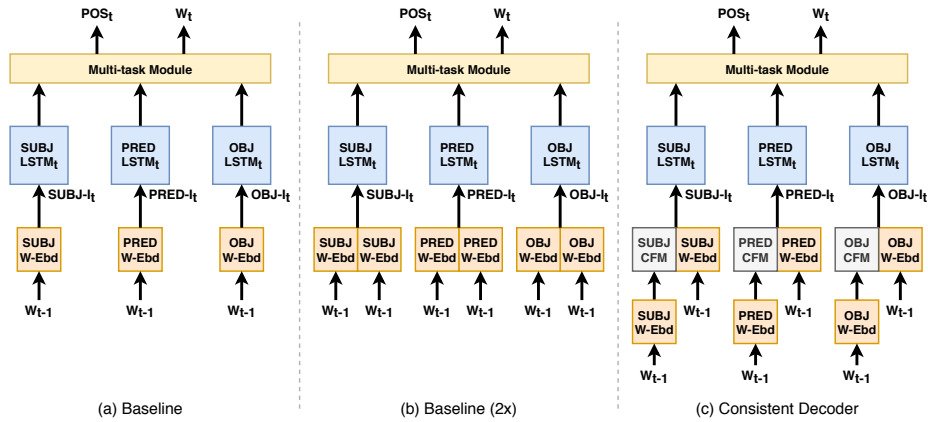 POSt Wt
Multi-task Module
SUBJ LSTMt PRED LSTMt OBJ LSTMt
SUBJ-It PRED-It OBJ-It
SUBJ W-Ebd PRED W-Ebd OBJ W-Ebd
Wt-1 Wt-1 Wt-1
(a) Baseline
POSt Wt
Multi-task Module
SUBJ LSTMt PRED LSTMt OBJ LSTMt
SUBJ-It PRED-It OBJ-It
SUBJ W-Ebd SUBJ W-Ebd PRED W-Ebd PRED W-Ebd OBJ W-Ebd OBJ W-Ebd
Wt-1 Wt-1 Wt-1 Wt-1 Wt-1 Wt-1
(b) Baseline (2x)
POSt Wt
Multi-task Module
SUBJ LSTMt PRED LSTMt OBJ LSTMt
SUBJ-It PRED-It OBJ-It
SUBJ CFM SUBJ W-Ebd PRED CFM PRED W-Ebd OBJ CFM OBJ W-Ebd
Wt-1 Wt-1 Wt-1
SUBJ W-Ebd PRED W-Ebd OBJ W-Ebd
Wt-1 Wt-1 Wt-1
(c) Consistent Decoder